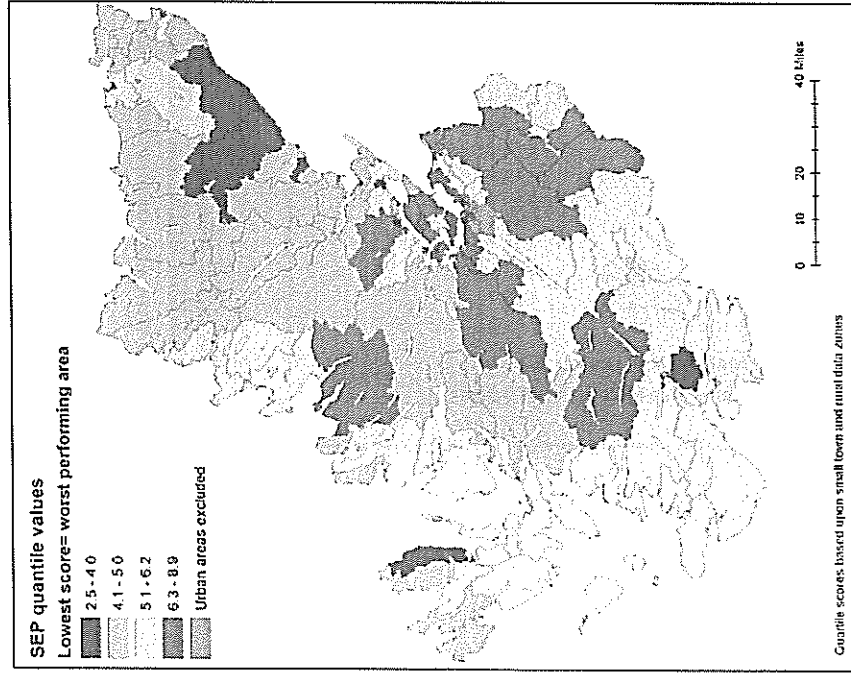 SEP quantile values
Lowest score= worst performing area
2.5 - 4.0
4.1 - 5.0
5.1 - 6.2
6.3 - 8.9
Urban areas excluded
0 10 20 40 Miles
Quartile scores based upon small town and rural data zones